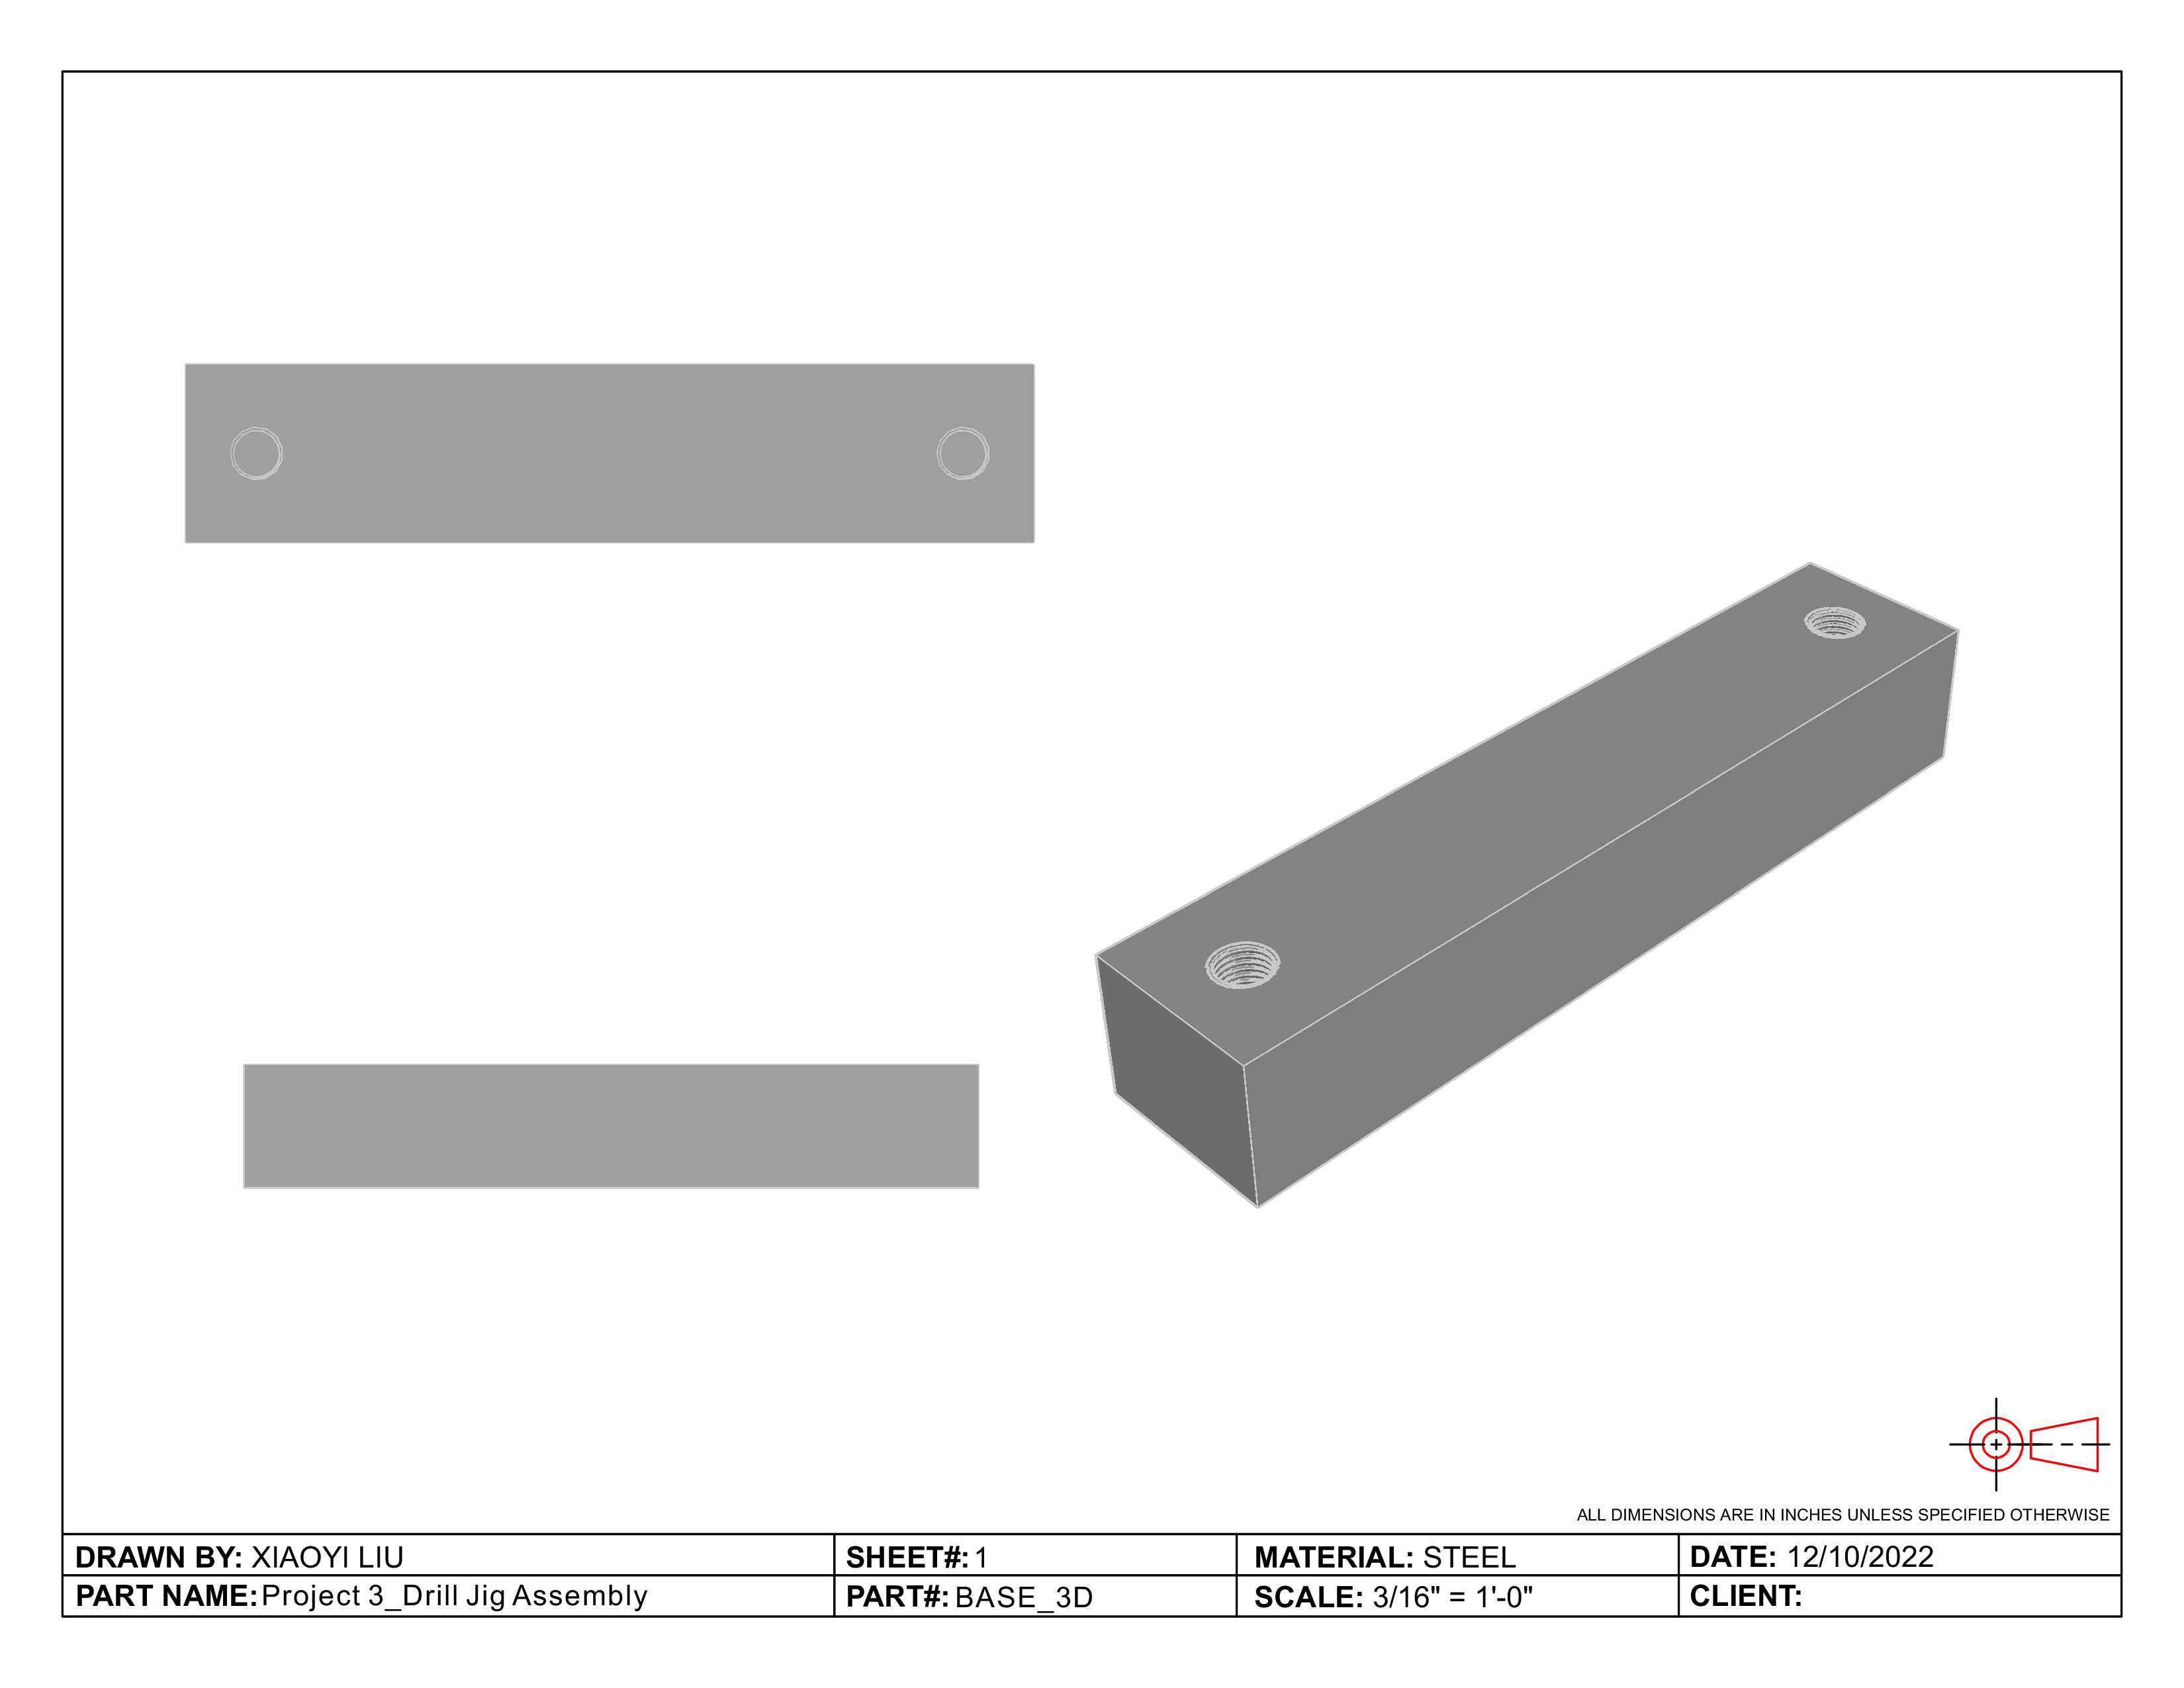 ALL DIMENSIONS ARE IN INCHES UNLESS SPECIFIED OTHERWISE
DRAWN BY: XIAOYI LIU
SHEET#: 1
MATERIAL: STEEL
DATE: 12/10/2022
PART NAME: Project 3_Drill Jig Assembly
PART#: BASE_3D
SCALE: 3/16" = 1'-0"
CLIENT: